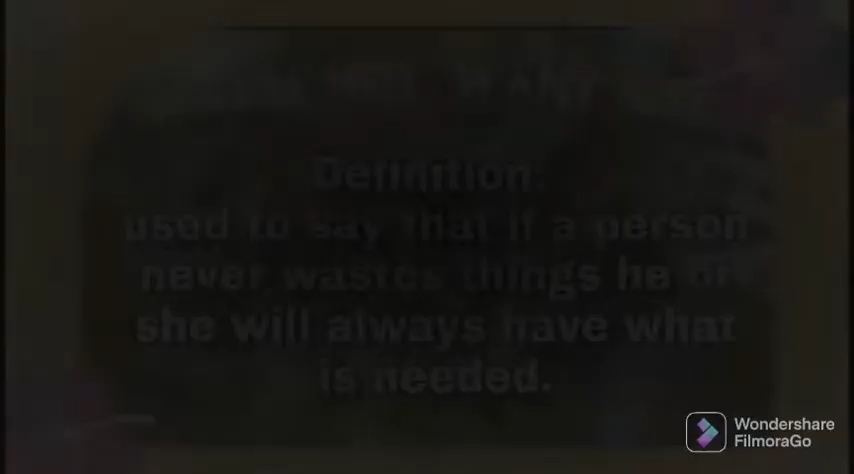 Definition:
used to say that if a person
never wastes things he or
she will always have what
is needed.
Wondershare
FilmoraGo